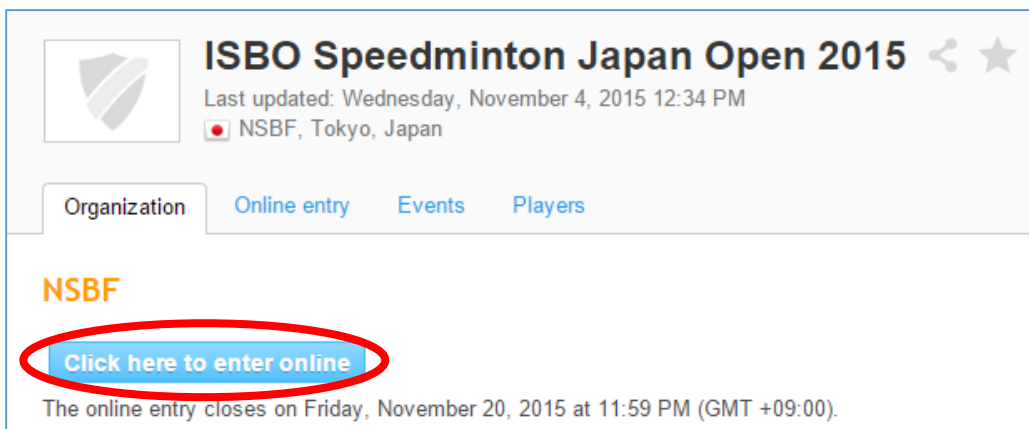 ISBO Speedminton Japan Open 2015
Last updated: Wednesday, November 4, 2015 12:34 PM
NSBF, Tokyo, Japan
Organization Online entry Events Players
NSBF
Click here to enter online
The online entry closes on Friday, November 20, 2015 at 11:59 PM (GMT +09:00).